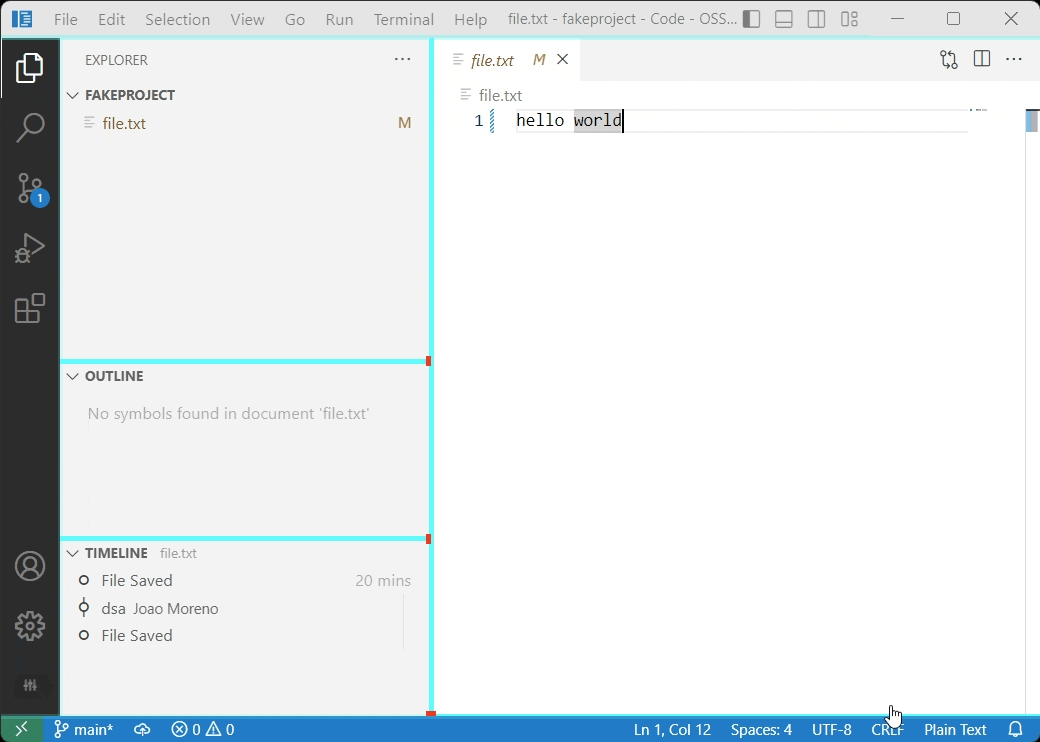 File Edit Selection View Go Run Terminal Help file.txt - fakeproject - Code - OSS...
EXPLORER ...
file.txt M
FAKEPROJECT
file.txt M
file.txt
1 hello world
1
OUTLINE
No symbols found in document 'file.txt'
TIMELINE file.txt
File Saved 20 mins
dsa Joao Moreno
File Saved
main* 0 0 Ln 1, Col 12 Spaces: 4 UTF-8 CRLF Plain Text